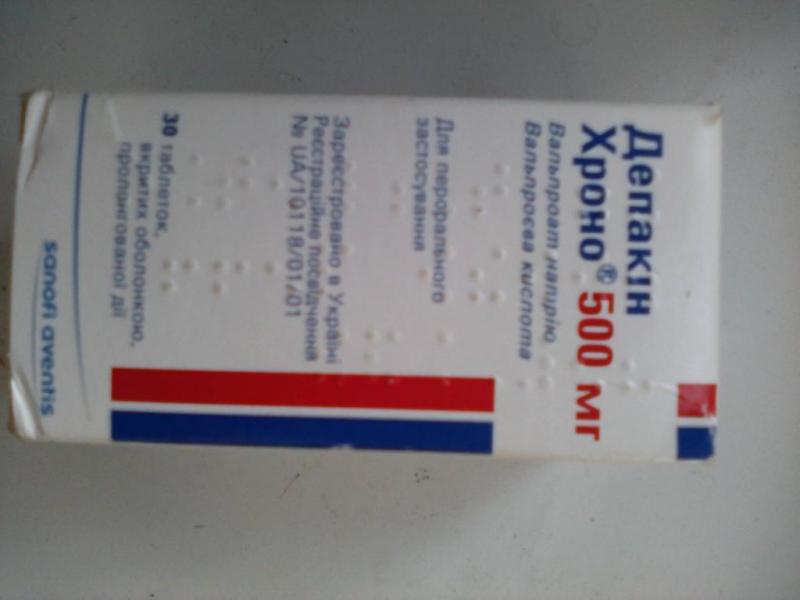 Депакін
Хроно® 500 мг
Вальпроат натрію
Вальпроєва кислота
Для перорального
застосування
Зареєстровано в Україні
Реєстраційне посвідчення
№ UA/10118/01/01
30 таблеток,
вкритих оболонкою,
пролонгованої дії
sanofi aventis